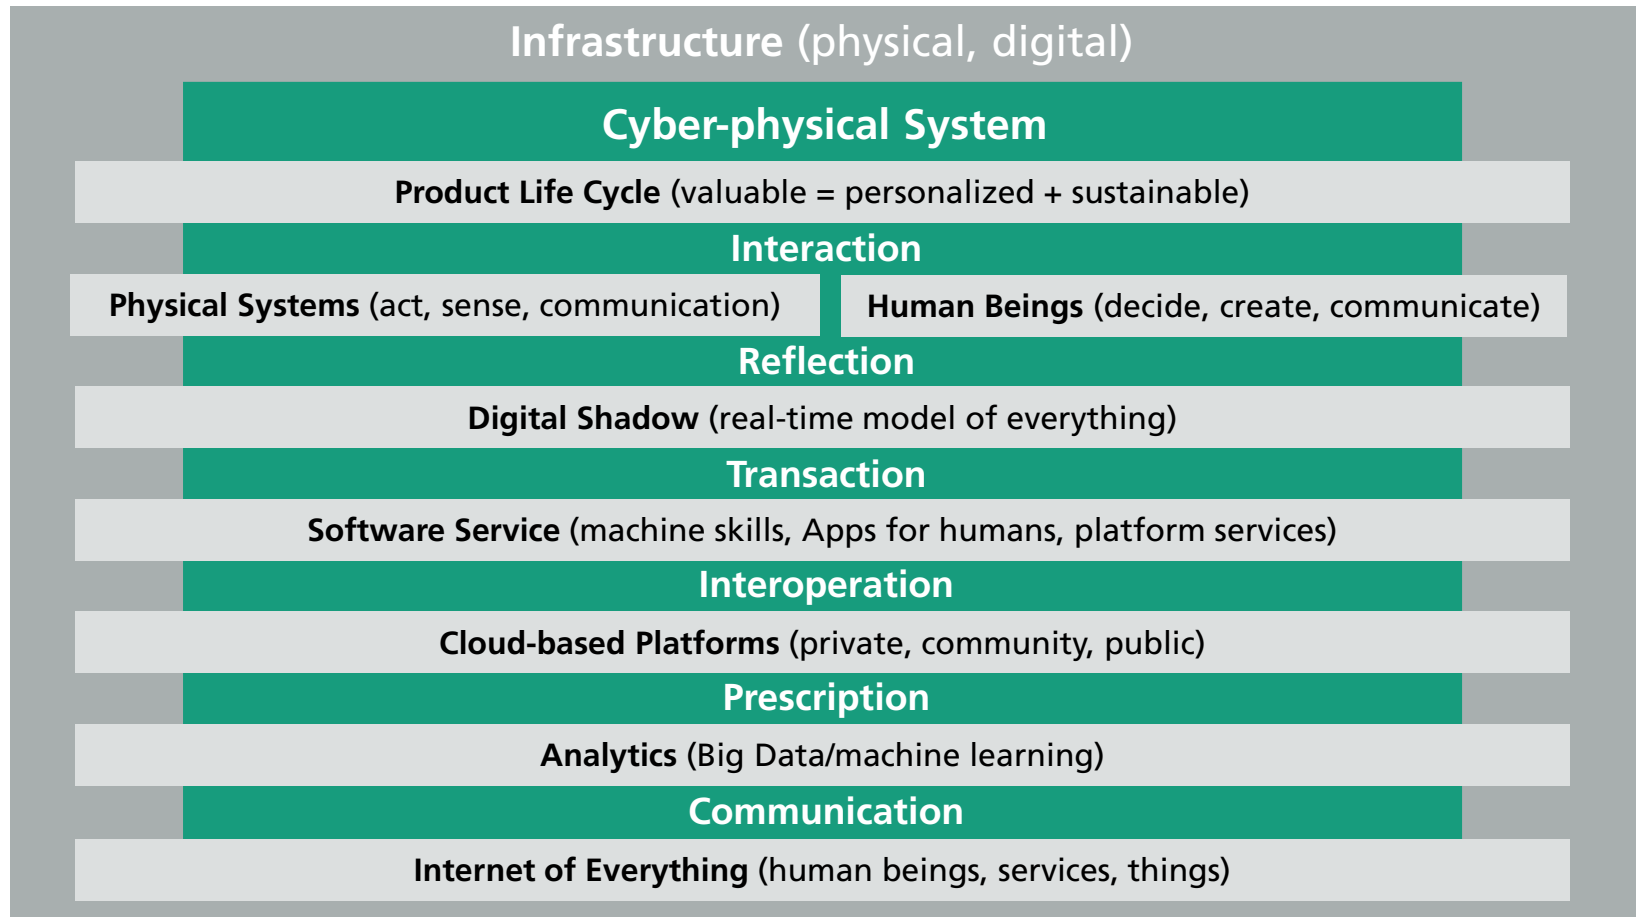 Infrastructure (physical, digital)
Cyber-physical System
Product Life Cycle (valuable = personalized + sustainable)
Interaction
Physical Systems (act, sense, communication)
Human Beings (decide, create, communicate)
Reflection
Digital Shadow (real-time model of everything)
Transaction
Software Service (machine skills, Apps for humans, platform services)
Interoperation
Cloud-based Platforms (private, community, public)
Prescription
Analytics (Big Data/machine learning)
Communication
Internet of Everything (human beings, services, things)